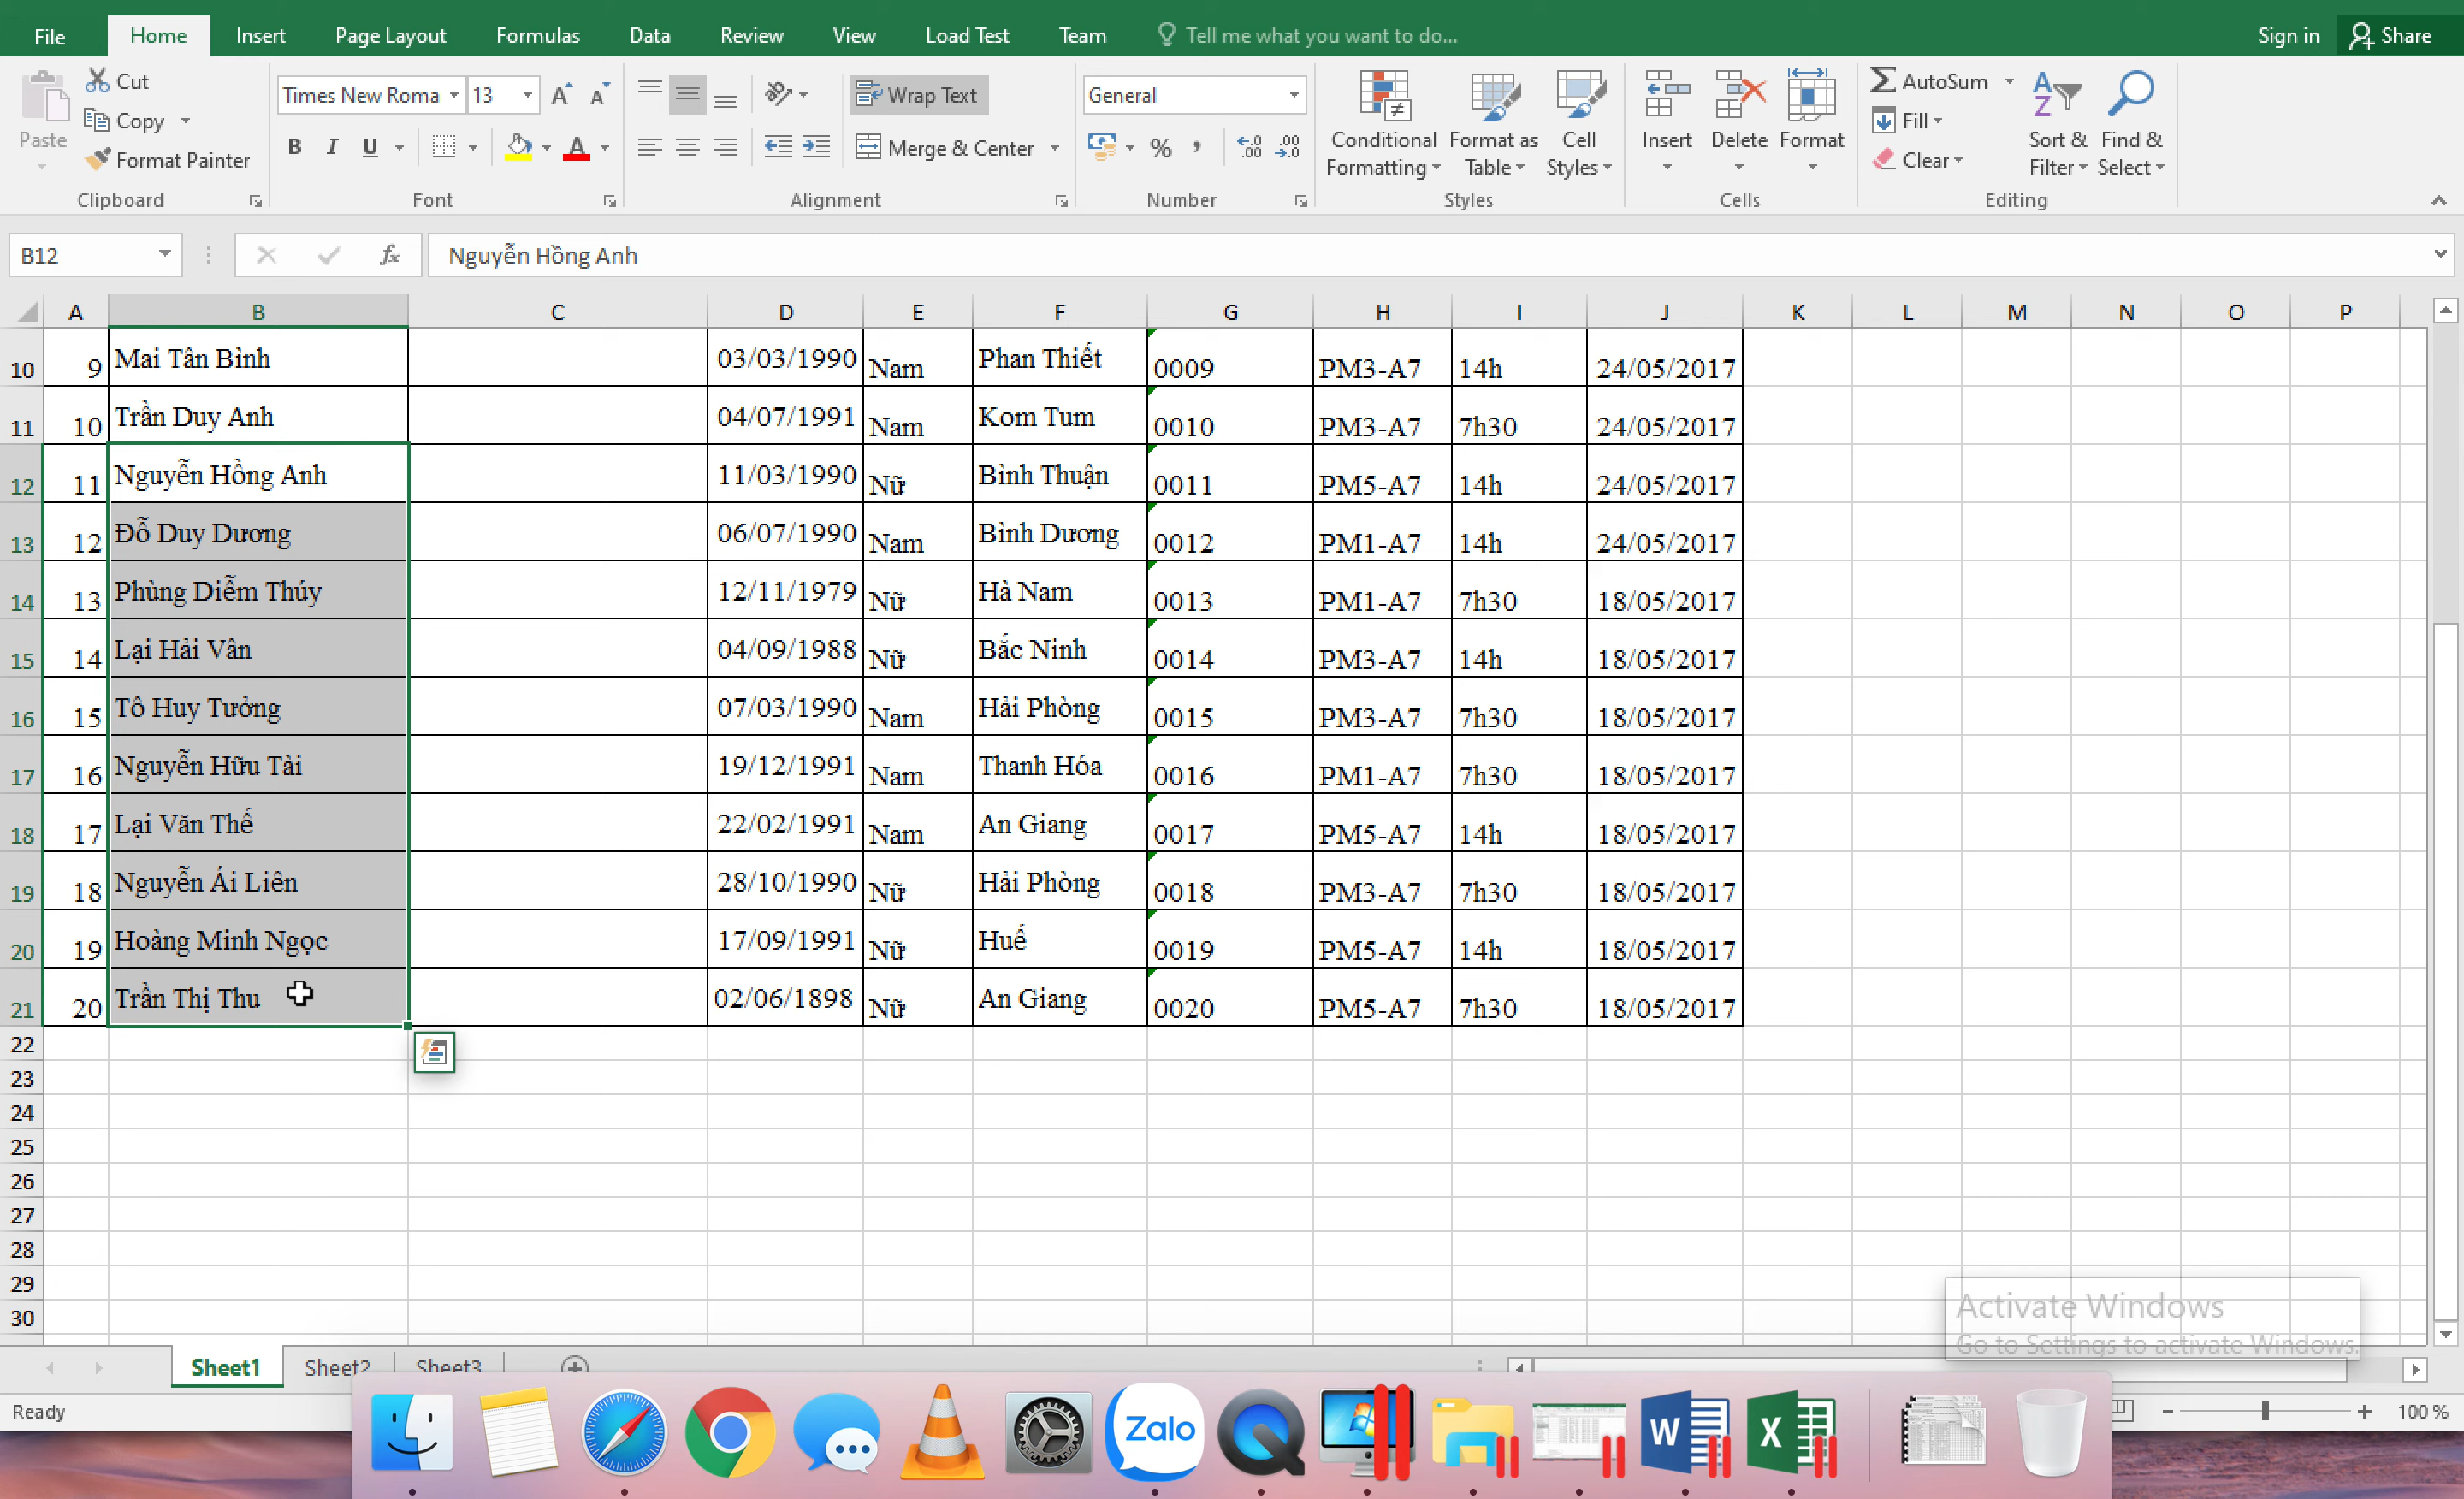 File Home Insert Page Layout Formulas Data Review View Load Test Team Tell me what you want to do... Sign in Share
Paste Cut Copy Format Painter Clipboard
Times New Roma 13 B I U A Font
Wrap Text Merge & Center Alignment
General % , Number
Conditional Formatting Format as Table Cell Styles Styles
Insert Delete Format Cells
AutoSum Fill Clear Sort & Filter Find & Select Editing
B12 fx Nguyễn Hồng Anh
A B C D E F G H I J K L M N O P
10 9 Mai Tân Bình 03/03/1990 Nam Phan Thiết 0009 PM3-A7 14h 24/05/2017
11 10 Trần Duy Anh 04/07/1991 Nam Kom Tum 0010 PM3-A7 7h30 24/05/2017
12 11 Nguyễn Hồng Anh 11/03/1990 Nữ Bình Thuận 0011 PM5-A7 14h 24/05/2017
13 12 Đỗ Duy Dương 06/07/1990 Nam Bình Dương 0012 PM1-A7 14h 24/05/2017
14 13 Phùng Diễm Thúy 12/11/1979 Nữ Hà Nam 0013 PM1-A7 7h30 18/05/2017
15 14 Lại Hải Vân 04/09/1988 Nữ Bắc Ninh 0014 PM3-A7 14h 18/05/2017
16 15 Tô Huy Tưởng 07/03/1990 Nam Hải Phòng 0015 PM3-A7 7h30 18/05/2017
17 16 Nguyễn Hữu Tài 19/12/1991 Nam Thanh Hóa 0016 PM1-A7 7h30 18/05/2017
18 17 Lại Văn Thế 22/02/1991 Nam An Giang 0017 PM5-A7 14h 18/05/2017
19 18 Nguyễn Ái Liên 28/10/1990 Nữ Hải Phòng 0018 PM3-A7 7h30 18/05/2017
20 19 Hoàng Minh Ngọc 17/09/1991 Nữ Huế 0019 PM5-A7 14h 18/05/2017
21 20 Trần Thị Thu 02/06/1898 Nữ An Giang 0020 PM5-A7 7h30 18/05/2017
22
23
24
25
26
27
28
29
30
Activate Windows
Go to Settings to activate Windows.
Sheet1 Sheet2 Sheet3
Ready 100 %
Zalo W X